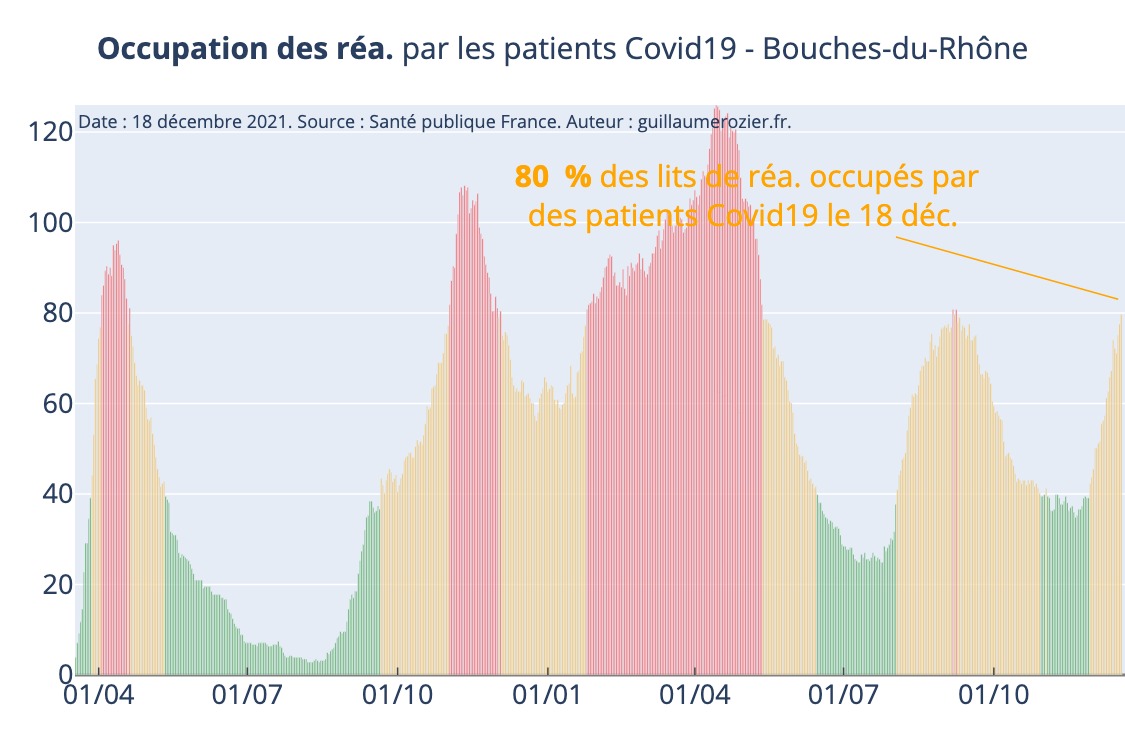 Occupation des réa. par les patients Covid19 - Bouches-du-Rhône
Date : 18 décembre 2021. Source : Santé publique France. Auteur : guillaumerozier.fr.
80 % des lits de réa. occupés par
des patients Covid19 le 18 déc.
120
100
80
60
40
20
0
01/04 01/07 01/10 01/01 01/04 01/07 01/10